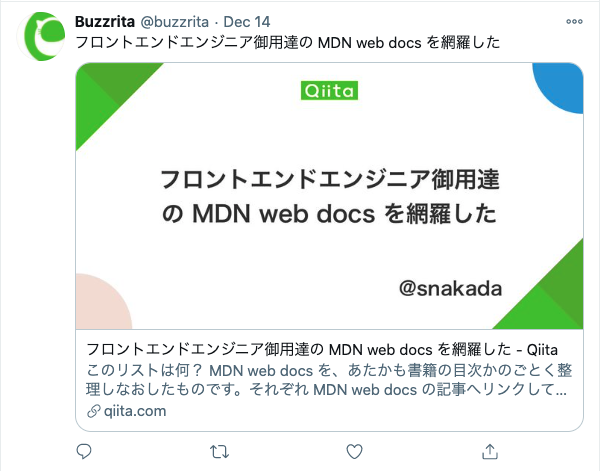 Buzzrita @buzzrita · Dec 14
フロントエンドエンジニア御用達の MDN web docs を網羅した
Qiita
フロントエンドエンジニア御用達
の MDN web docs を網羅した
@snakada
フロントエンドエンジニア御用達の MDN web docs を網羅した - Qiita
このリストは何？ MDN web docs を、あたかも書籍の目次かのごとく整
理しなおしたものです。それぞれ MDN web docs の記事へリンクして...
qiita.com